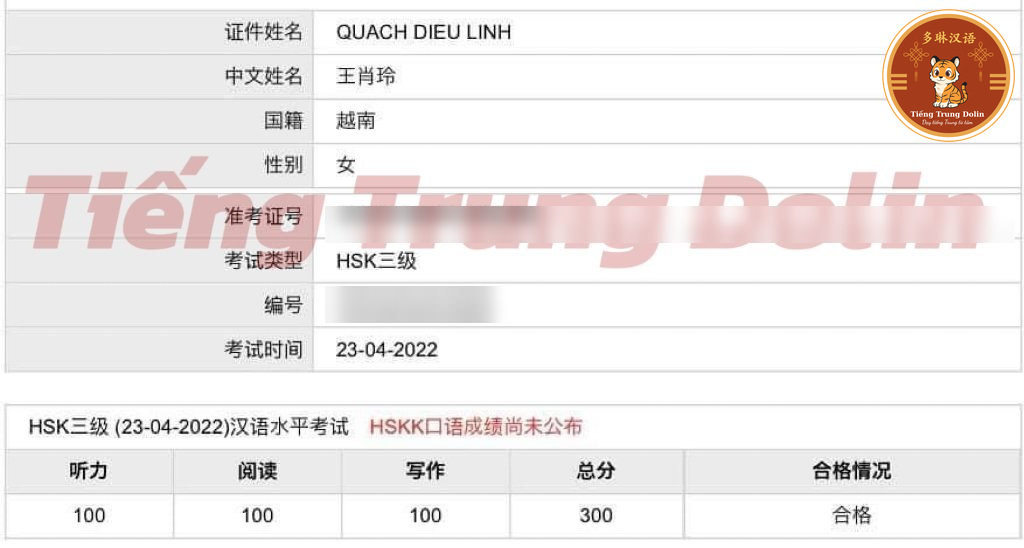 证件姓名 QUACH DIEU LINH
中文姓名 王肖玲
国籍 越南
性别 女
准考证号
考试类型 HSK三级
编号
考试时间 23-04-2022
HSK三级 (23-04-2022)汉语水平考试 HSKK口语成绩尚未公布
听力 阅读 写作 总分 合格情况
100 100 100 300 合格
多琳汉语
Tiếng Trung Dolin
Dạy tiếng Trung từ tâm
Tiếng Trung Dolin